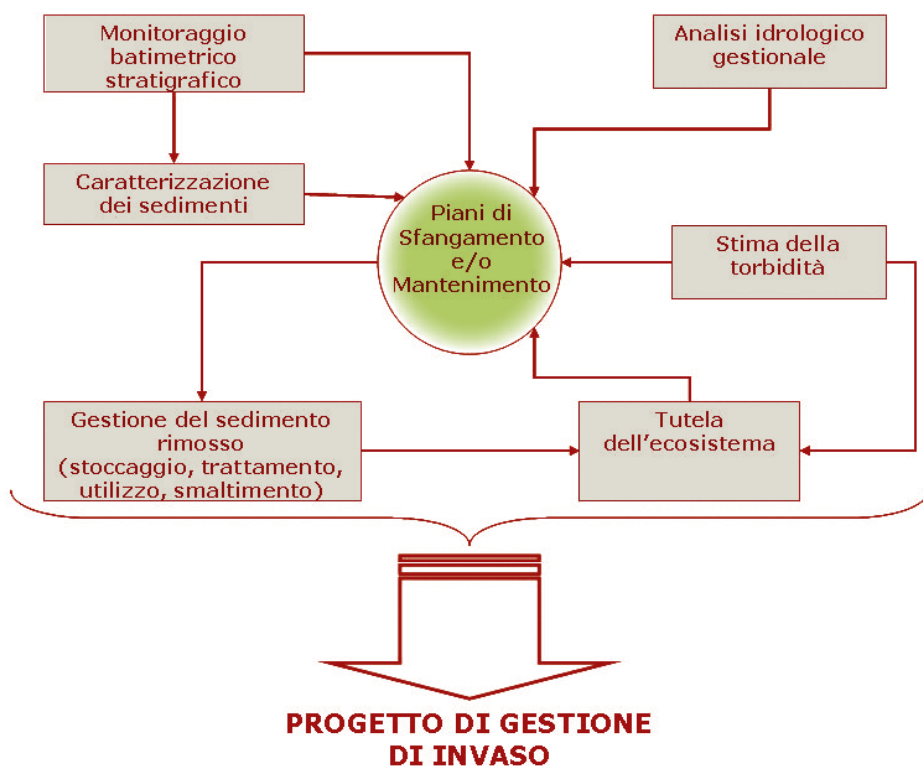 Monitoraggio
batimetrico
stratigrafico
Analisi idrologico
gestionale
Caratterizzazione
dei sedimenti
Piani di
Sfangamento
e/o
Mantenimento
Stima della
torbidità
Gestione del sedimento
rimosso
(stoccaggio, trattamento,
utilizzo, smaltimento)
Tutela
dell'ecosistema
PROGETTO DI GESTIONE
DI INVASO